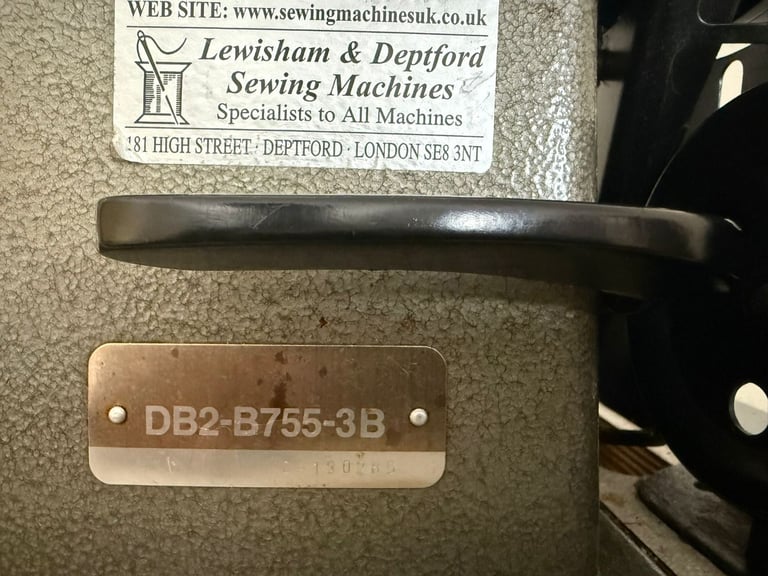 WEB SITE: www.sewingmachinesuk.co.uk
Lewisham & Deptford
Sewing Machines
Specialists to All Machines
181 HIGH STREET · DEPTFORD · LONDON SE8 3NT
DB2-B755-3B